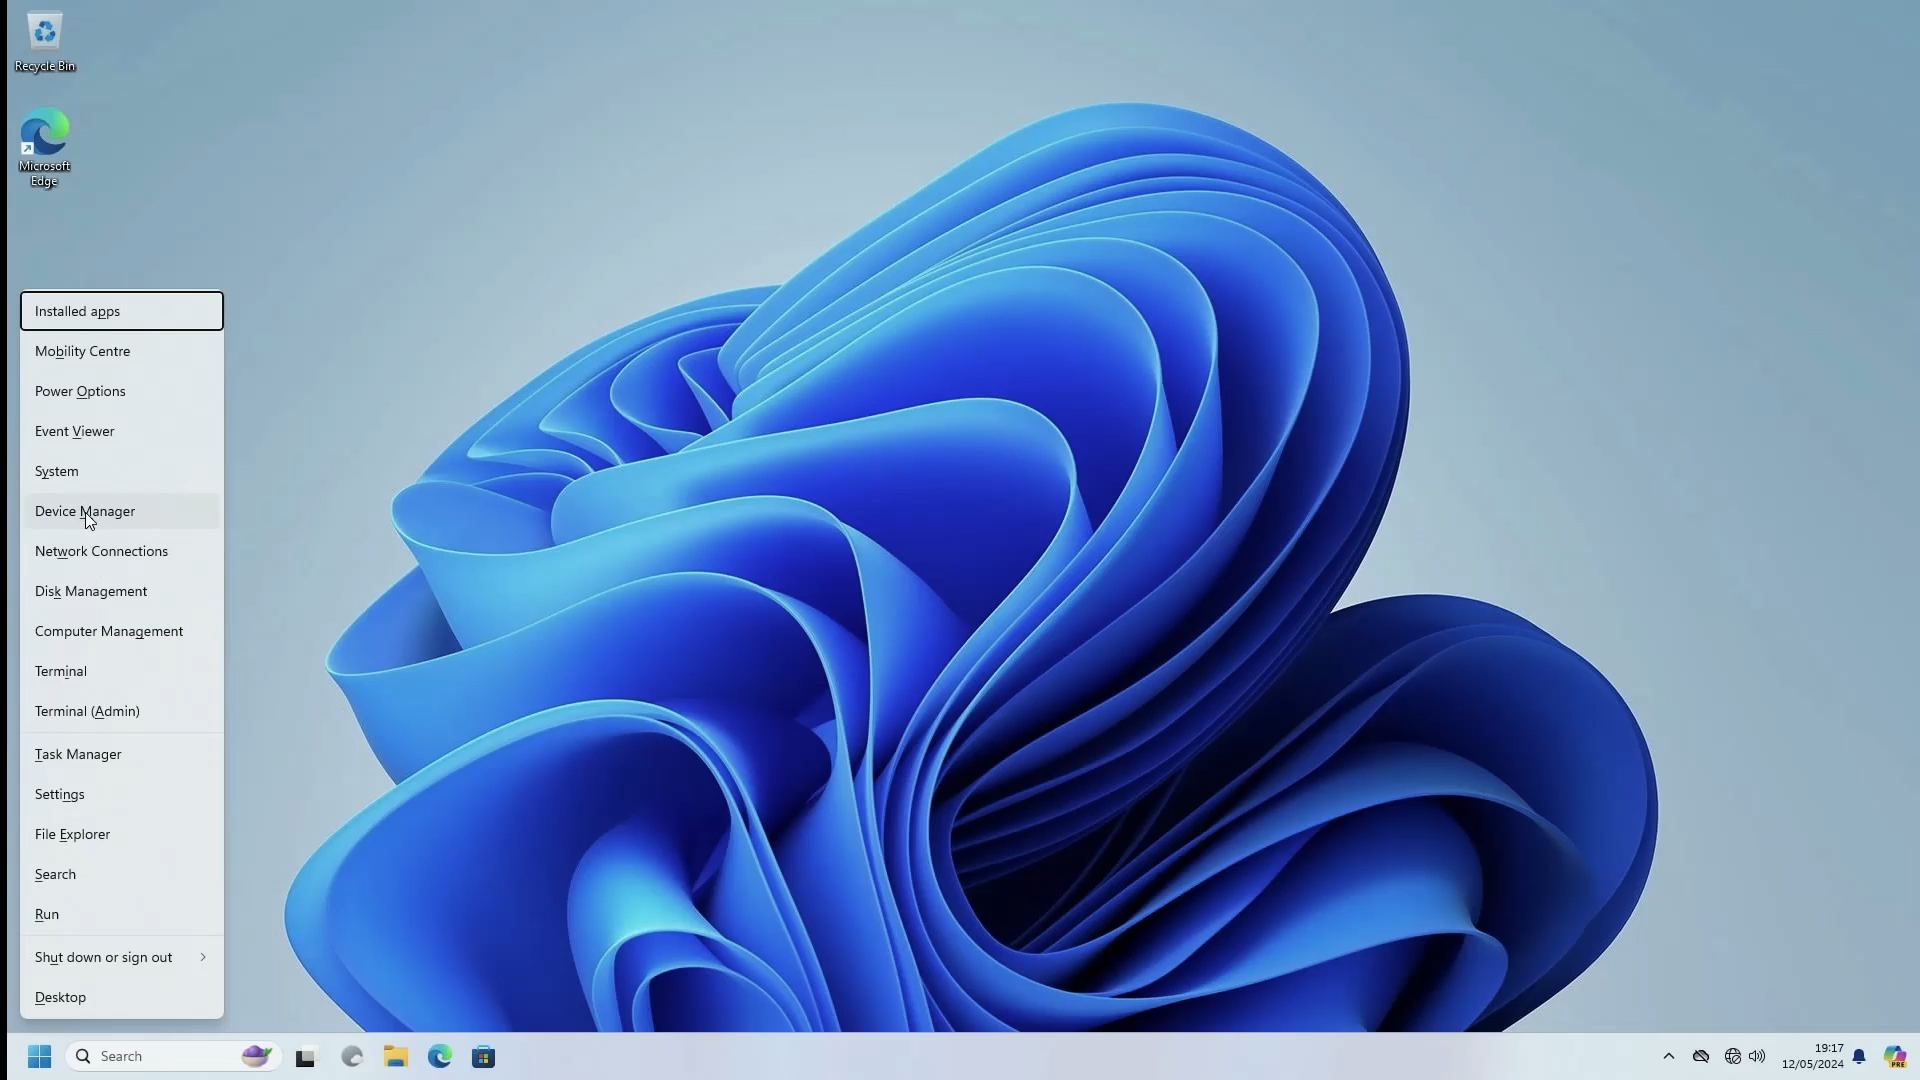 Recycle Bin
Microsoft
Edge
Installed apps
Mobility Centre
Power Options
Event Viewer
System
Device Manager
Network Connections
Disk Management
Computer Management
Terminal
Terminal (Admin)
Task Manager
Settings
File Explorer
Search
Run
Shut down or sign out
Desktop
Search
19:17
12/05/2024
PRE